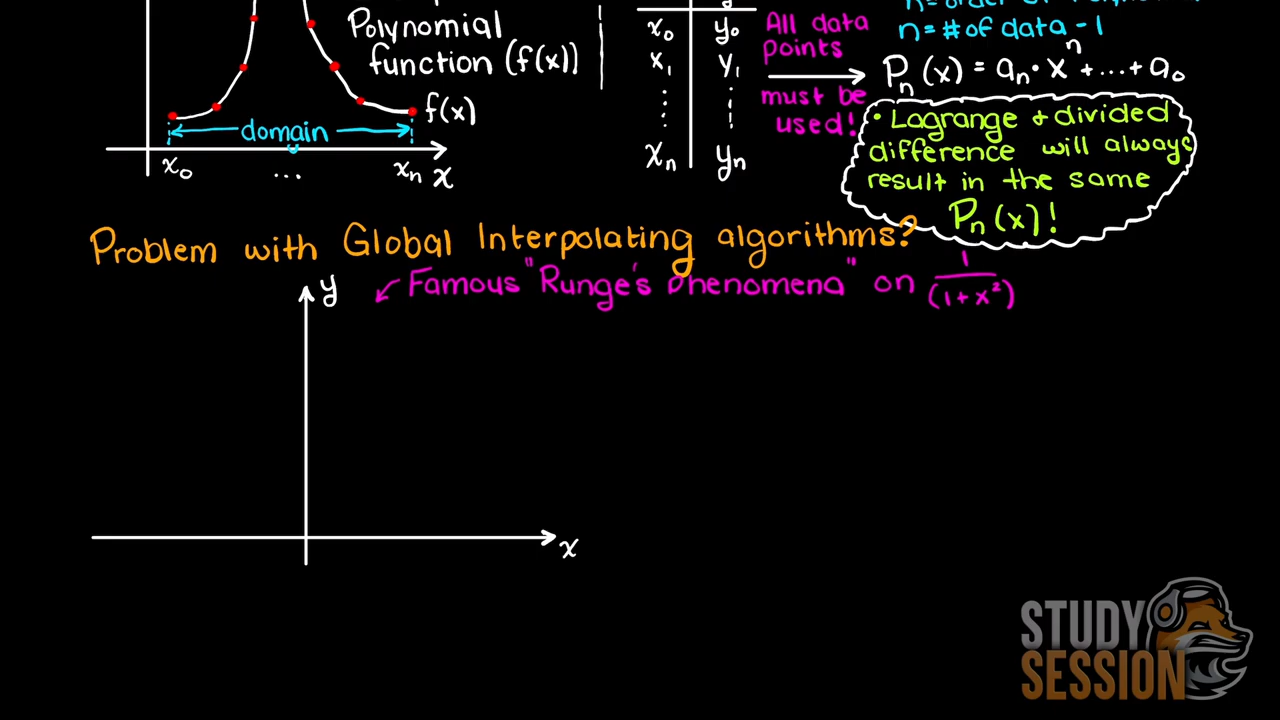 Polynomial
function (f(x))
f(x)
domain
x₀ ... xₙ x
x₀ y₀
x₁ y₁
⋮ ⋮
xₙ yₙ
All data
points
must be
used!
n = # of data - 1
Pₙ(x) = aₙ·xⁿ + ... + a₀
• Lagrange + divided
difference will always
result in the same
Pₙ(x)!
Problem with Global Interpolating algorithms?
Famous "Runge's phenomena" on 1/(1+x²)
y
x
STUDY
SESSION